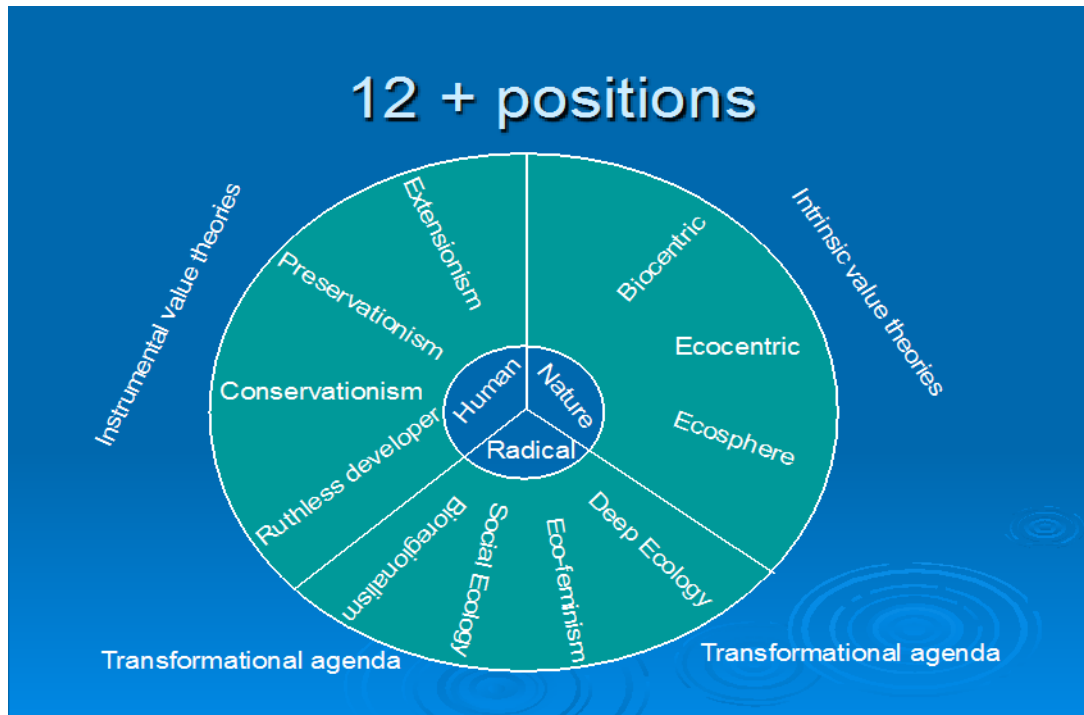 12 + positions
Instrumental value theories
Intrinsic value theories
Extensionism
Preservationism
Conservationism
Ruthless developer
Human
Nature
Radical
Biocentric
Ecocentric
Ecosphere
Bioregionalism
Social Ecology
Eco-feminism
Deep Ecology
Transformational agenda
Transformational agenda